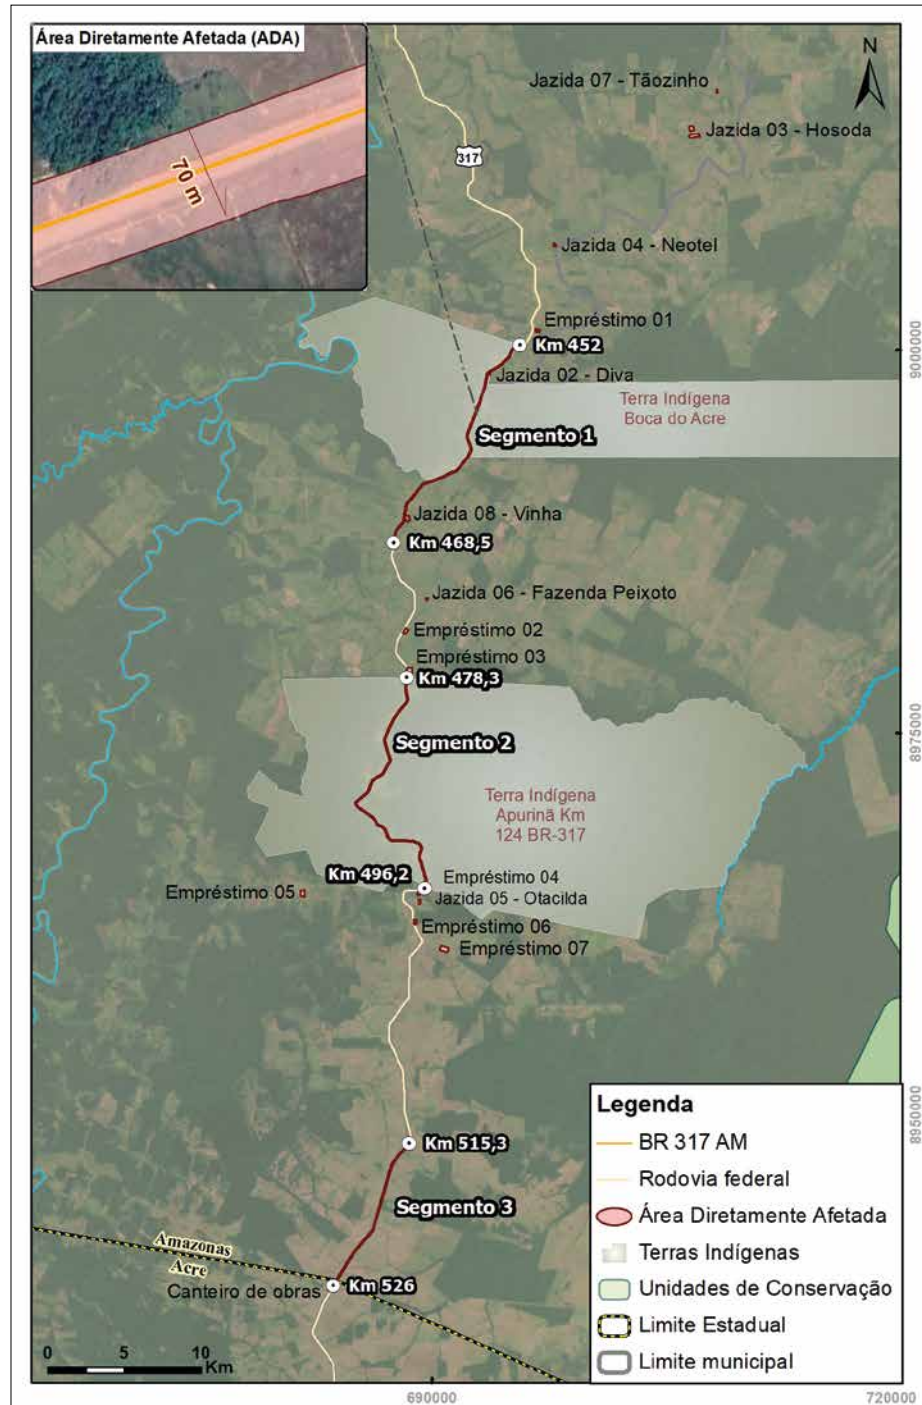 Área Diretamente Afetada (ADA)
70 m
N
Jazida 07 - Tãozinho
Jazida 03 - Hosoda
317
Jazida 04 - Neotel
Empréstimo 01
Km 452
9000000
Jazida 02 - Diva
Terra Indígena
Boca do Acre
Segmento 1
Jazida 08 - Vinha
Km 468,5
Jazida 06 - Fazenda Peixoto
Empréstimo 02
Empréstimo 03
Km 478,3
Segmento 2
8975000
Terra Indígena
Apurinã Km
124 BR-317
Km 496,2
Empréstimo 04
Empréstimo 05
Jazida 05 - Otacilda
Empréstimo 06
Empréstimo 07
8950000
Km 515,3
Segmento 3
Amazonas
Acre
Canteiro de obras
Km 526
Legenda
BR 317 AM
Rodovia federal
Área Diretamente Afetada
Terras Indígenas
Unidades de Conservação
Limite Estadual
Limite municipal
0 5 10
Km
690000
720000